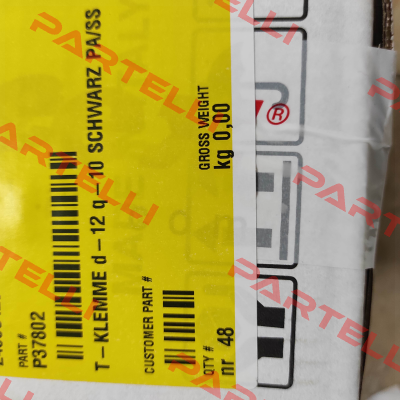 PART #
P37802
T-KLEMME d-12 q-10 SCHWARZ PA/SS
CUSTOMER PART #
QTY #
nr 48
GROSS WEIGHT
kg 0,00
®
PARTELLI
PARTELLI
PARTELLI
PARTELLI
PARTELLI